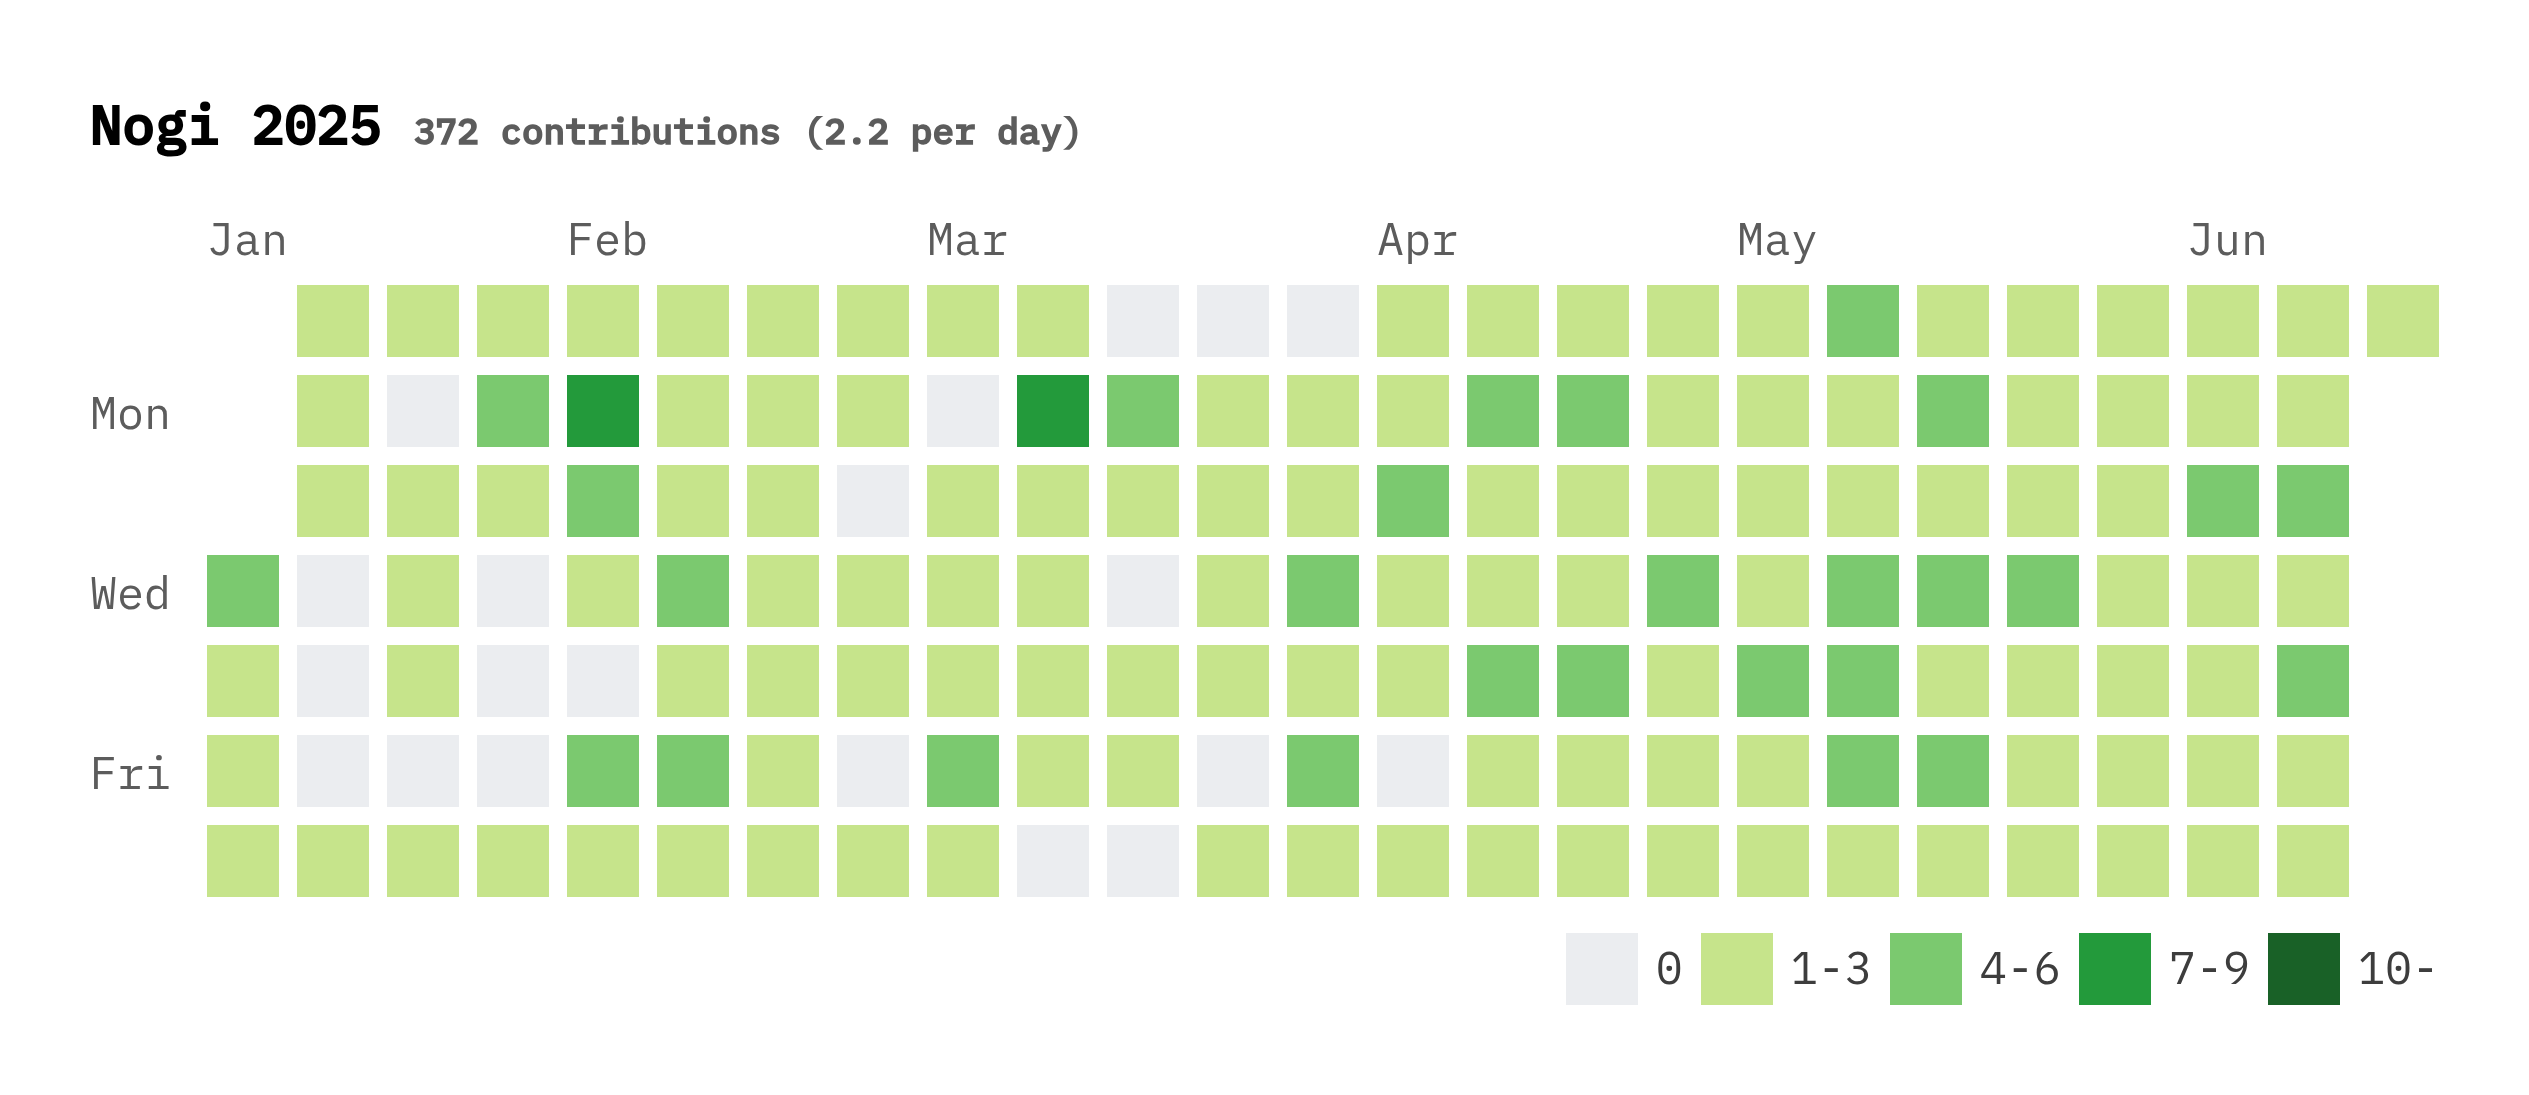 Nogi 2025 372 contributions (2.2 per day)
Jan Feb Mar Apr May Jun
Mon
Wed
Fri
0 1-3 4-6 7-9 10-